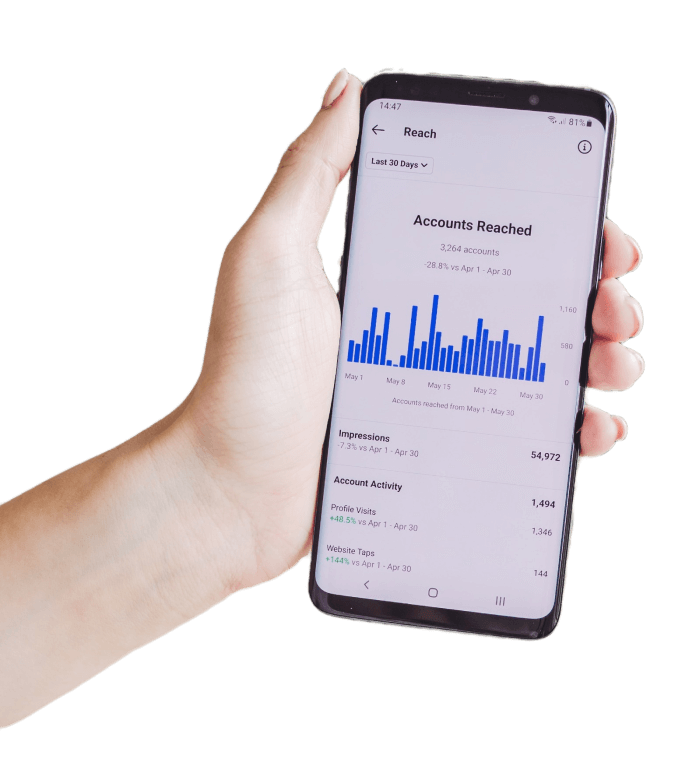 14:47 81%
Reach
Last 30 Days
Accounts Reached
3,264 accounts
-28.8% vs Apr 1 - Apr 30
1,160
580
0
May 1 May 8 May 15 May 22 May 30
Accounts reached from May 1 - May 30
Impressions
-7.3% vs Apr 1 - Apr 30
54,972
Account Activity
1,494
Profile Visits
+48.5% vs Apr 1 - Apr 30
1,346
Website Taps
+144% vs Apr 1 - Apr 30
144